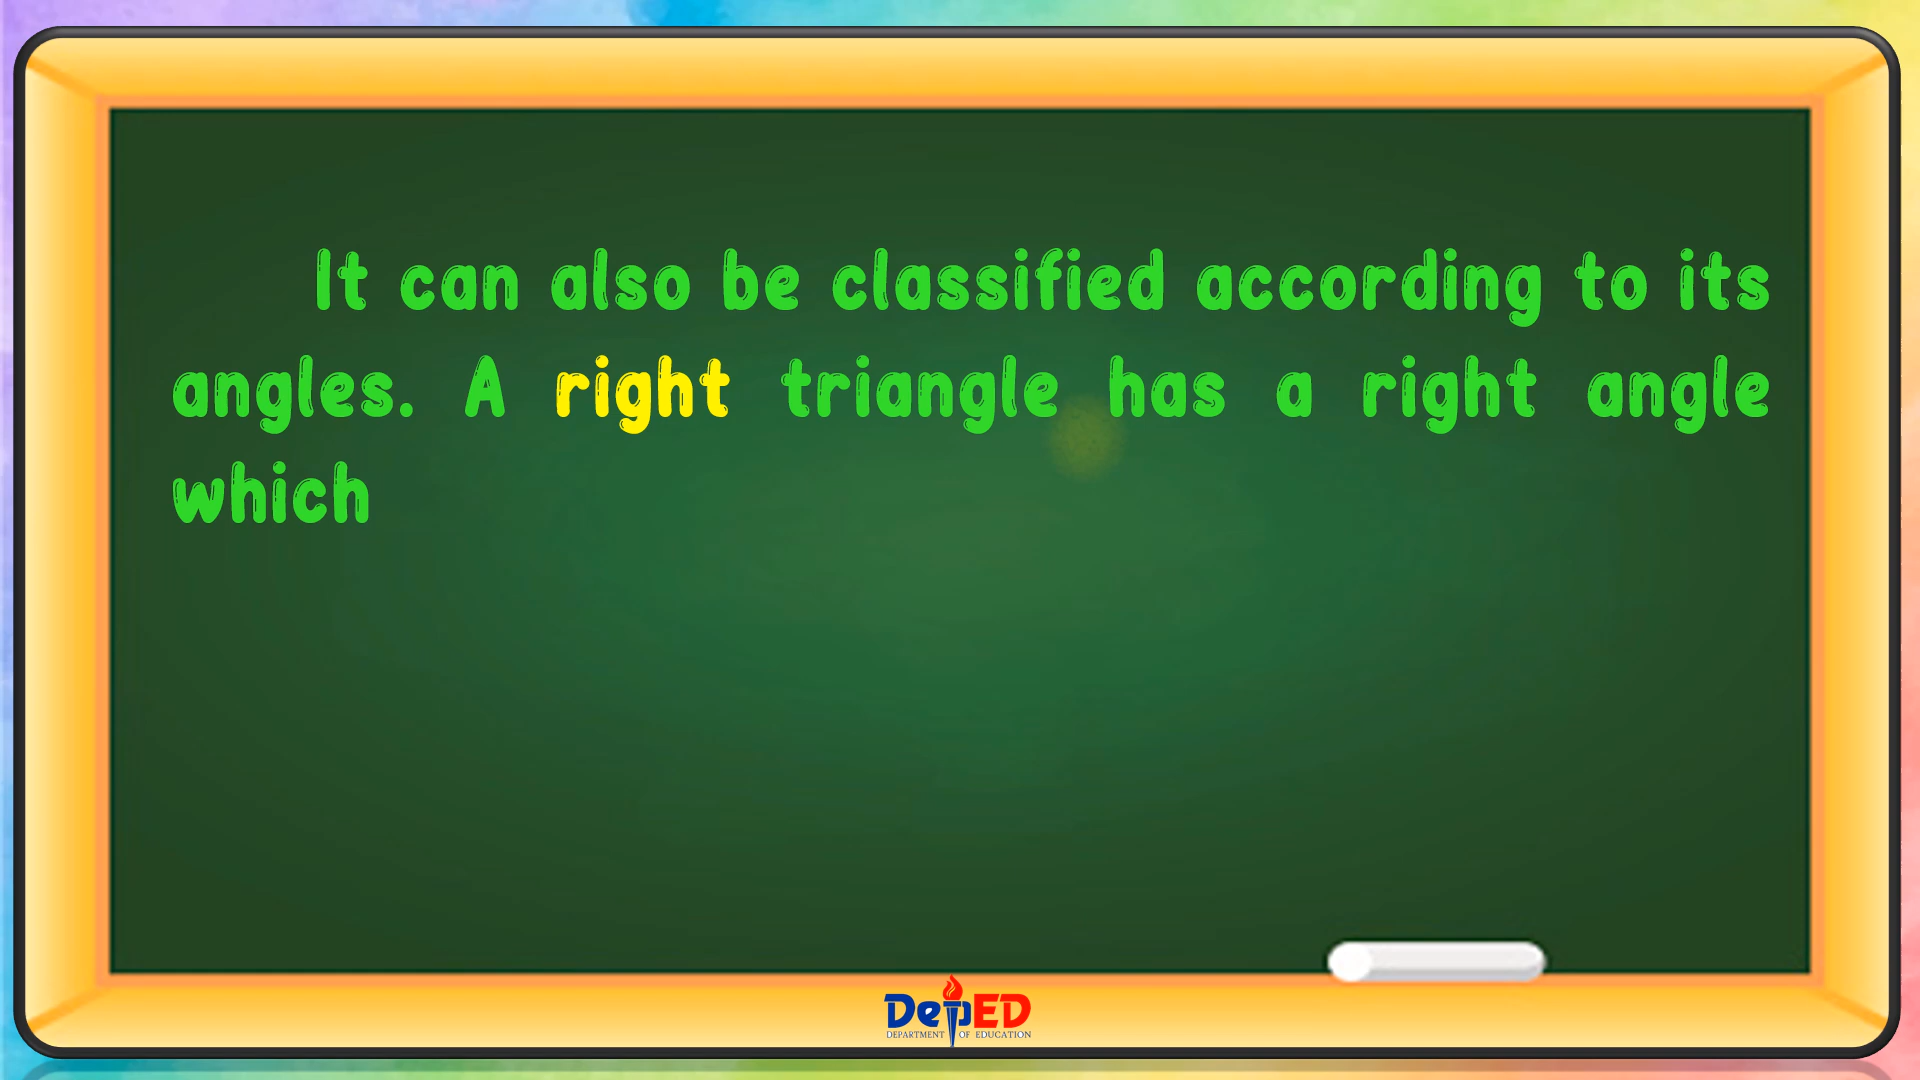 It can also be classified according to its
angles. A right triangle has a right angle
which
DepED
DEPARTMENT OF EDUCATION